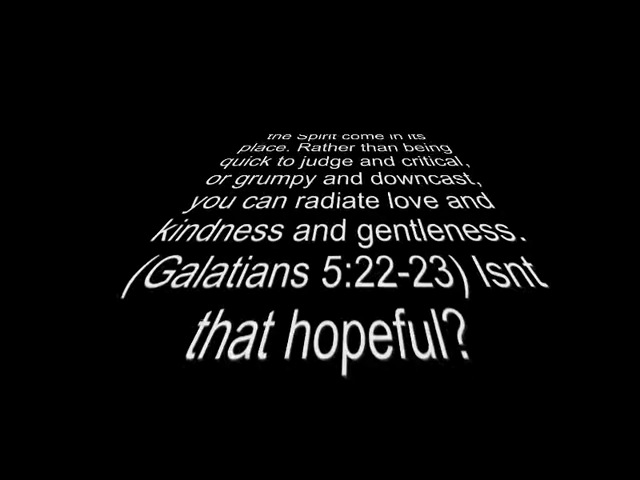 the Spirit come in its
place. Rather than being
quick to judge and critical,
or grumpy and downcast,
you can radiate love and
kindness and gentleness.
(Galatians 5:22-23) Isnt
that hopeful?